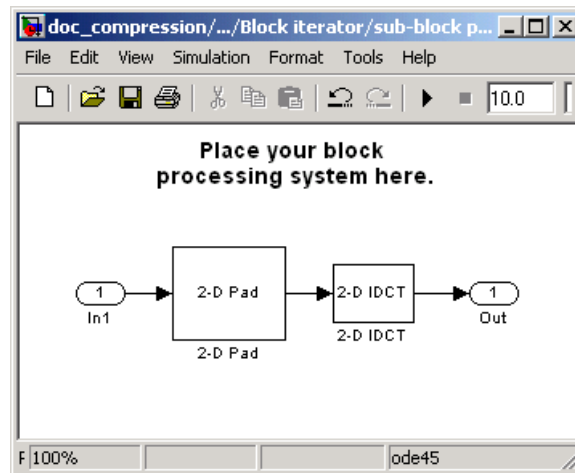 doc_compression/.../Block iterator/sub-block p...
File Edit View Simulation Format Tools Help
10.0
Place your block
processing system here.
1
In1
2-D Pad
2-D Pad
2-D IDCT
2-D IDCT
1
Out
F 100% ode45